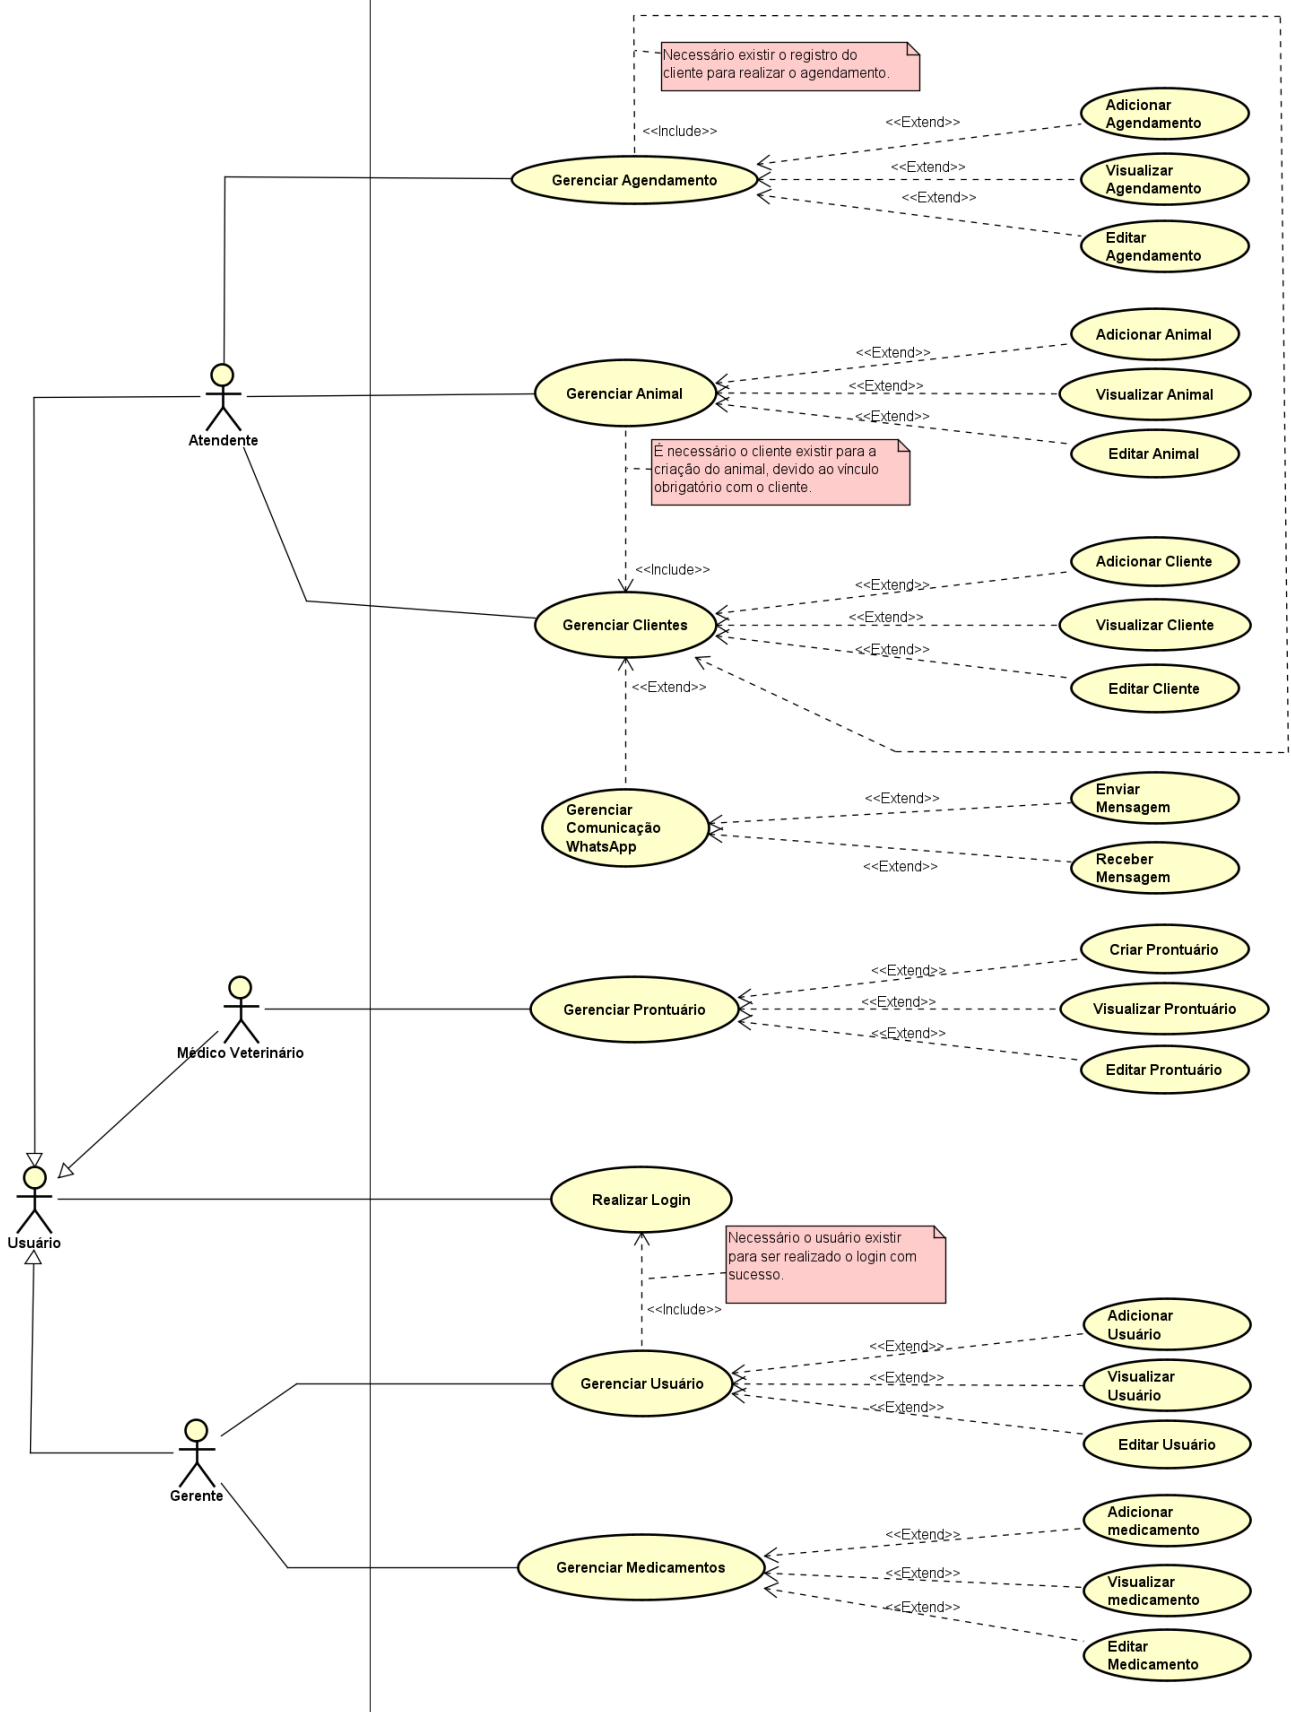 Necessário existir o registro do
cliente para realizar o agendamento.
<<Include>>
Gerenciar Agendamento
<<Extend>>
Adicionar
Agendamento
<<Extend>>
Visualizar
Agendamento
<<Extend>>
Editar
Agendamento
Atendente
Gerenciar Animal
<<Extend>>
Adicionar Animal
<<Extend>>
Visualizar Animal
<<Extend>>
Editar Animal
É necessário o cliente existir para a
criação do animal, devido ao vínculo
obrigatório com o cliente.
<<Include>>
Gerenciar Clientes
<<Extend>>
Adicionar Cliente
<<Extend>>
Visualizar Cliente
<<Extend>>
Editar Cliente
<<Extend>>
Gerenciar
Comunicação
WhatsApp
<<Extend>>
Enviar
Mensagem
<<Extend>>
Receber
Mensagem
Médico Veterinário
Gerenciar Prontuário
<<Extend>>
Criar Prontuário
<<Extend>>
Visualizar Prontuário
<<Extend>>
Editar Prontuário
Usuário
Realizar Login
Necessário o usuário existir
para ser realizado o login com
sucesso.
<<Include>>
Gerenciar Usuário
<<Extend>>
Adicionar
Usuário
<<Extend>>
Visualizar
Usuário
<<Extend>>
Editar Usuário
Gerente
Gerenciar Medicamentos
<<Extend>>
Adicionar
medicamento
<<Extend>>
Visualizar
medicamento
<<Extend>>
Editar
Medicamento